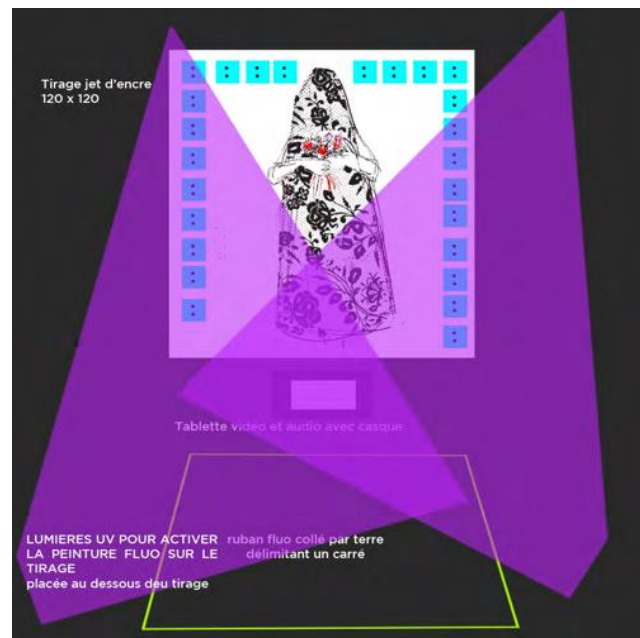 Tirage jet d'encre
120 x 120
Tablette video et audio avec casque
LUMIERES UV POUR ACTIVER
LA PEINTURE FLUO SUR LE
TIRAGE
placée au dessous deu tirage
ruban fluo collé par terre
délimitant un carré